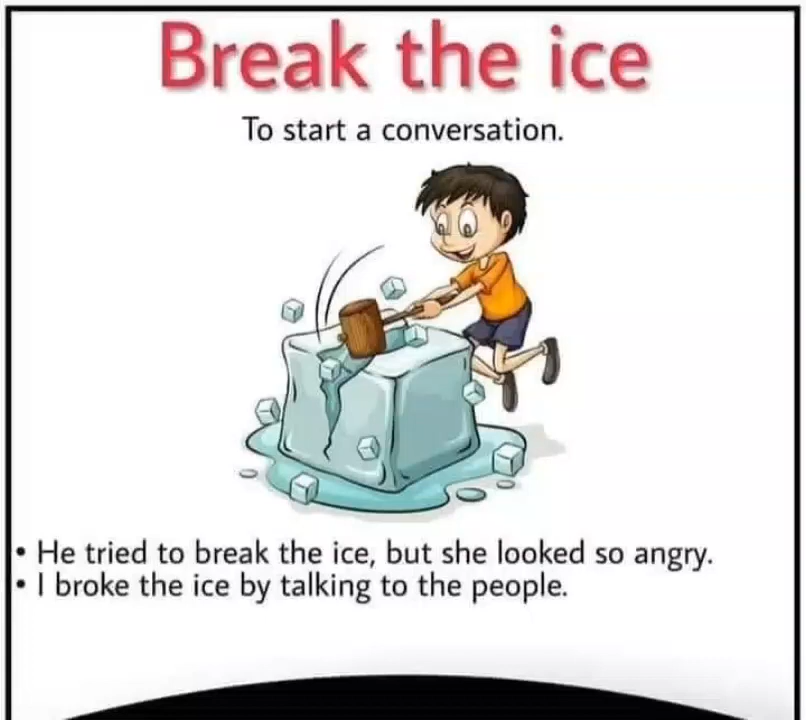 Break the ice
To start a conversation.
• He tried to break the ice, but she looked so angry.
• I broke the ice by talking to the people.